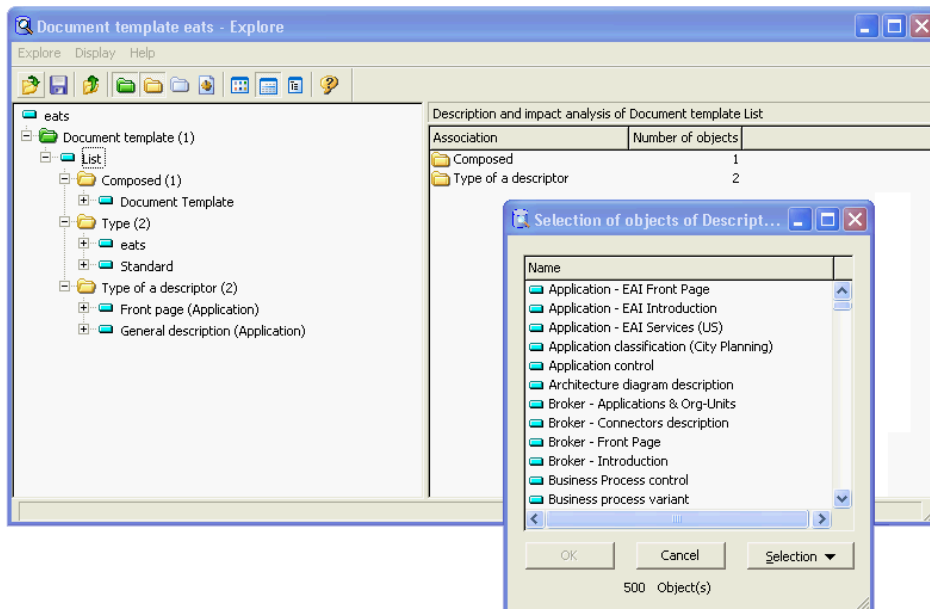 Document template eats - Explore
Explore Display Help
eats
Document template (1)
List
Composed (1)
Document Template
Type (2)
eats
Standard
Type of a descriptor (2)
Front page (Application)
General description (Application)
Description and impact analysis of Document template List
Association Number of objects
Composed 1
Type of a descriptor 2
Selection of objects of Descript...
Name
Application - EAI Front Page
Application - EAI Introduction
Application - EAI Services (US)
Application classification (City Planning)
Application control
Architecture diagram description
Broker - Applications & Org-Units
Broker - Connectors description
Broker - Front Page
Broker - Introduction
Business Process control
Business process variant
OK Cancel Selection
500 Object(s)